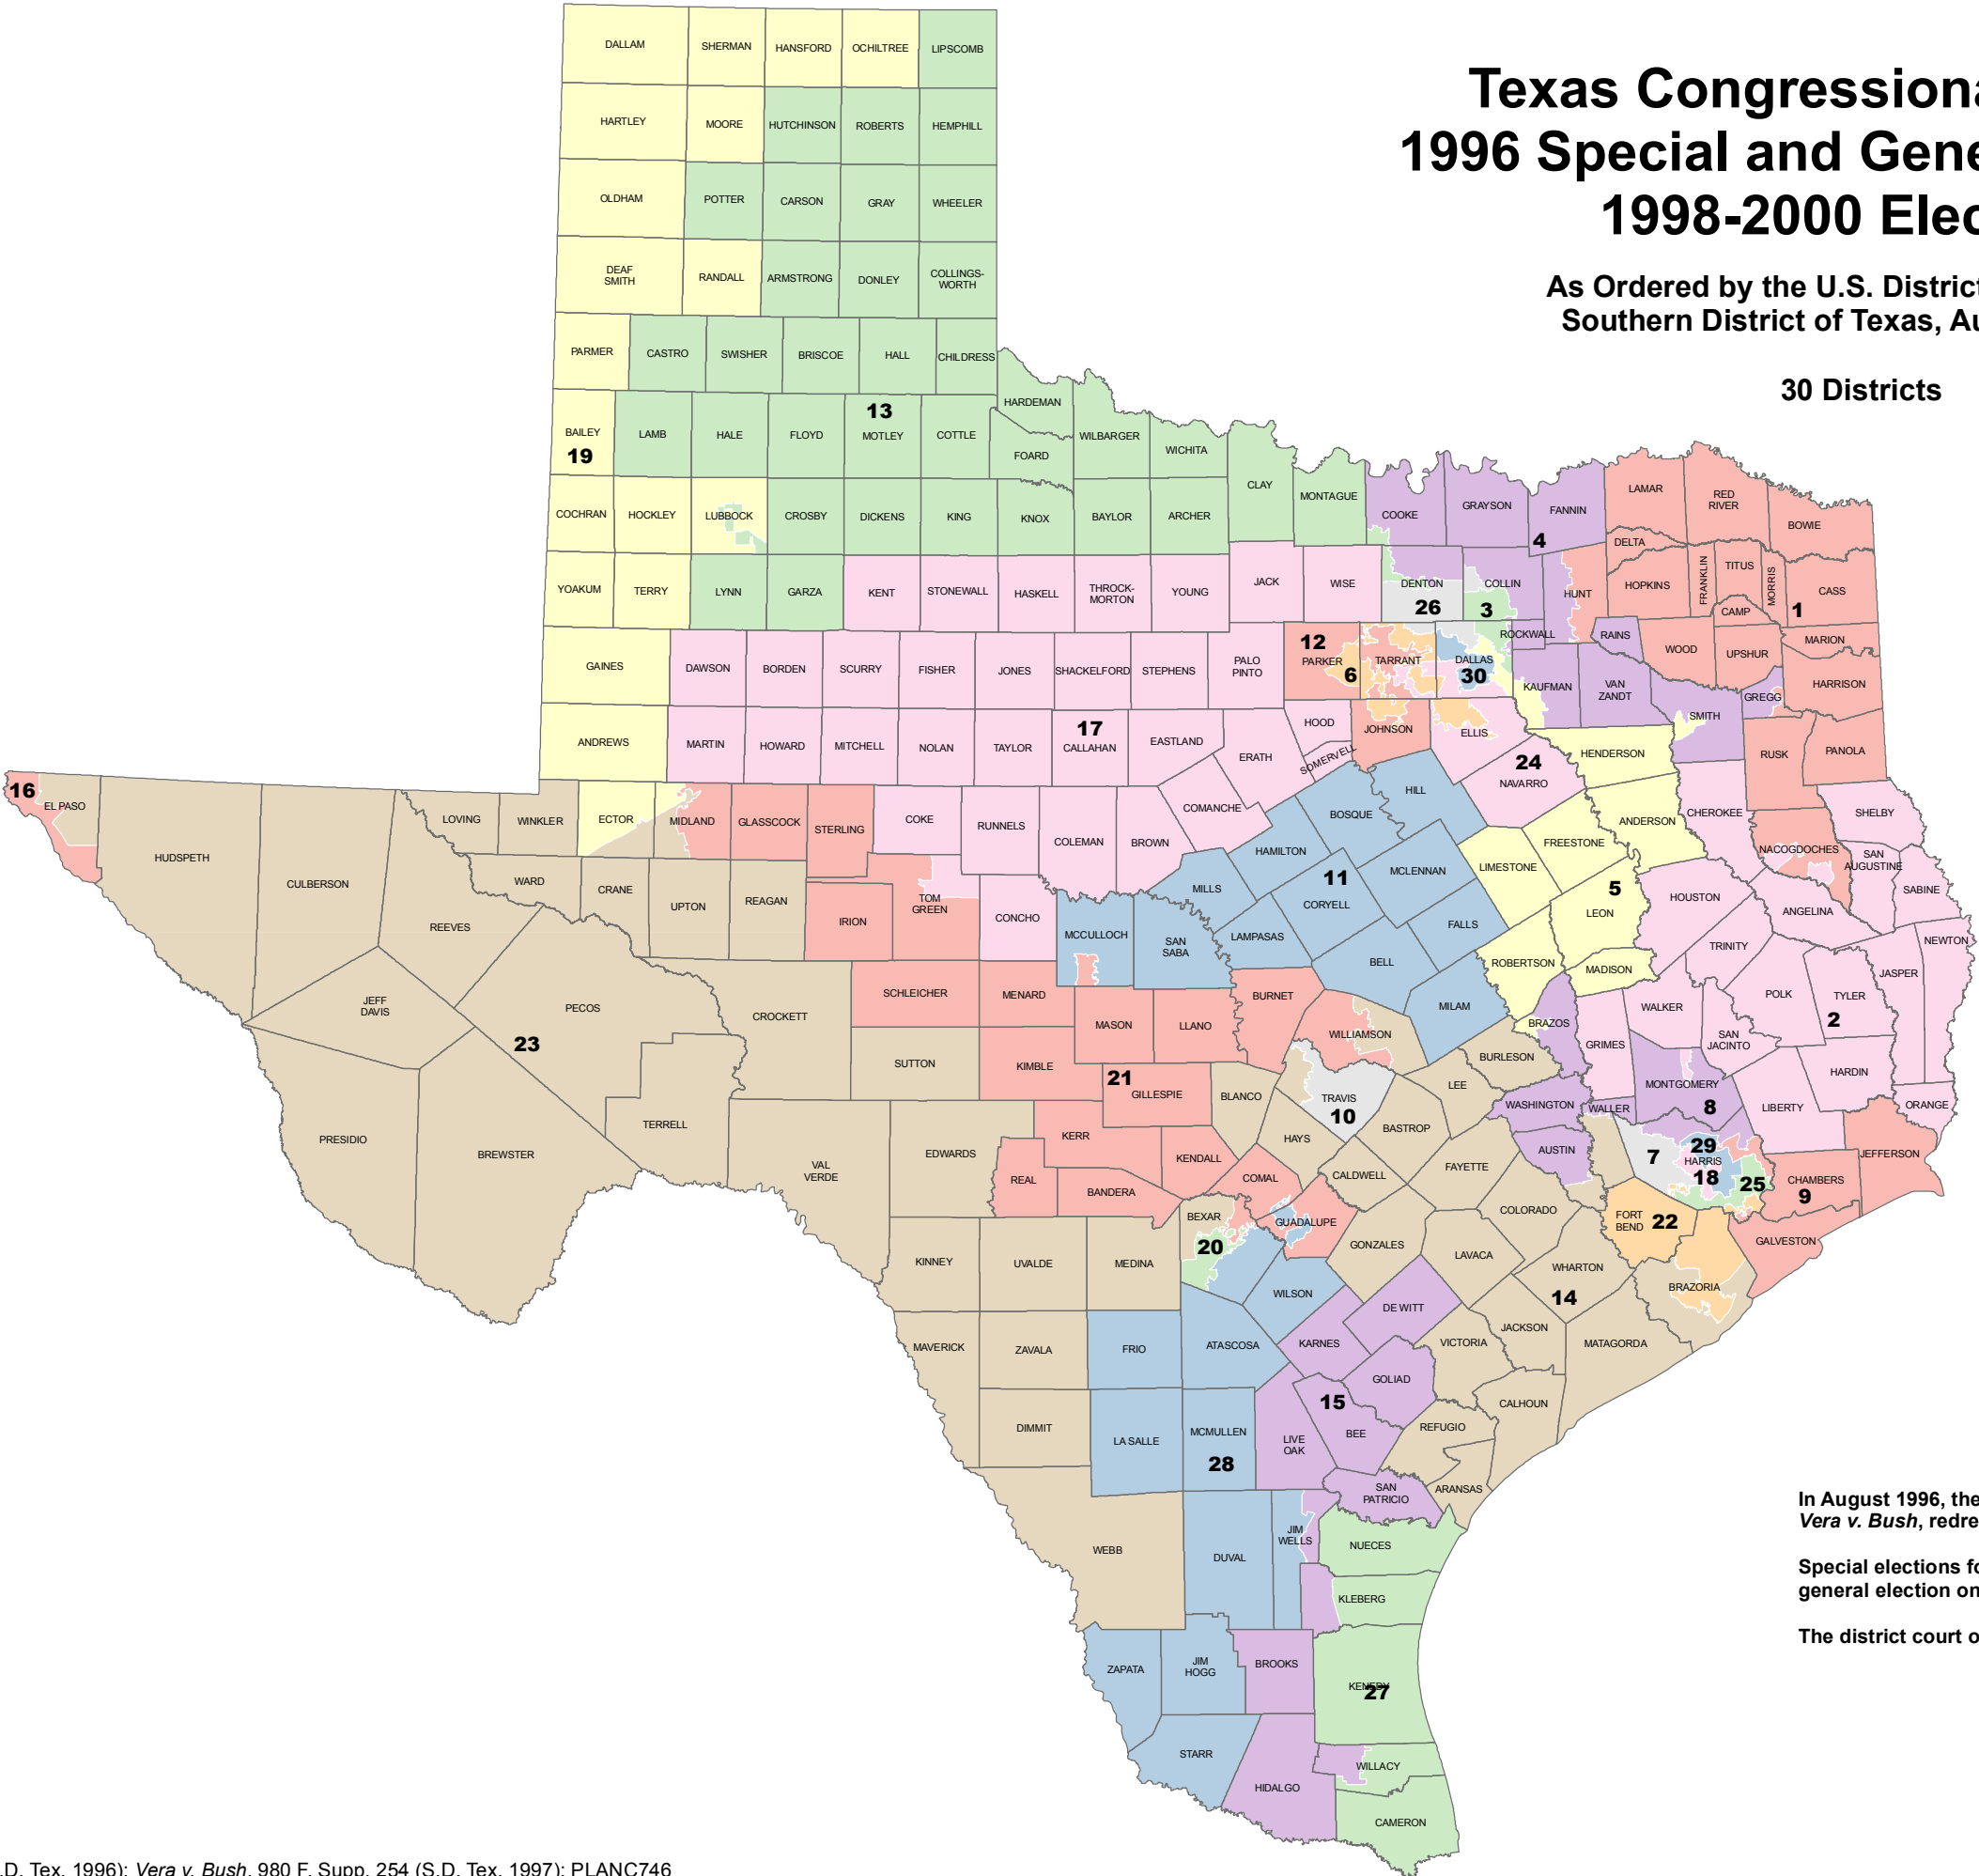 Texas Congressiona
1996 Special and Gene
1998-2000 Elec
As Ordered by the U.S. District
Southern District of Texas, Au
30 Districts
DALLAM SHERMAN HANSFORD OCHILTREE LIPSCOMB
HARTLEY MOORE HUTCHINSON ROBERTS HEMPHILL
OLDHAM POTTER CARSON GRAY WHEELER
DEAF
SMITH
RANDALL ARMSTRONG DONLEY
COLLINGS-
WORTH
PARMER CASTRO SWISHER BRISCOE HALL CHILDRESS
HARDEMAN
13
BAILEY LAMB HALE FLOYD MOTLEY COTTLE WILBARGER
19
FOARD WICHITA
COCHRAN HOCKLEY LUBBOCK CROSBY DICKENS KING KNOX BAYLOR ARCHER CLAY MONTAGUE
COOKE GRAYSON FANNIN LAMAR
RED
RIVER
BOWIE
4
DELTA
YOAKUM TERRY LYNN GARZA KENT STONEWALL HASKELL
THROCK-
MORTON
YOUNG JACK WISE DENTON COLLIN HUNT HOPKINS FRANKLIN TITUS MORRIS CASS
26 3 CAMP 1
ROCKWALL RAINS MARION
GAINES DAWSON BORDEN SCURRY FISHER JONES SHACKELFORD STEPHENS
PALO
PINTO
12
PARKER
6
TARRANT DALLAS
30
WOOD UPSHUR
KAUFMAN
VAN
ZANDT
GREGG HARRISON
ANDREWS MARTIN HOWARD MITCHELL NOLAN TAYLOR
17
CALLAHAN
EASTLAND ERATH HOOD
SOMERVELL
JOHNSON ELLIS SMITH
HENDERSON RUSK PANOLA
24
NAVARRO
16
EL PASO
HUDSPETH CULBERSON LOVING WINKLER ECTOR MIDLAND GLASSCOCK STERLING COKE RUNNELS COLEMAN BROWN COMANCHE
BOSQUE HILL
ANDERSON CHEROKEE SHELBY
FREESTONE NACOGDOCHES
SAN
AUGUSTINE
SABINE
HAMILTON MCLENNAN LIMESTONE
REEVES WARD CRANE UPTON REAGAN IRION
TOM
GREEN
CONCHO
MILLS
11
CORYELL
5
LEON
HOUSTON ANGELINA
MCCULLOCH
SAN
SABA
LAMPASAS FALLS
TRINITY NEWTON
BELL ROBERTSON MADISON JASPER
JEFF
DAVIS
PECOS CROCKETT SCHLEICHER MENARD BURNET MILAM
POLK TYLER
2
MASON LLANO WILLIAMSON BRAZOS WALKER
SAN
JACINTO
23
GRIMES
SUTTON KIMBLE BURLESON
HARDIN
21
GILLESPIE
BLANCO LEE
MONTGOMERY
8
LIBERTY ORANGE
TRAVIS
10
WASHINGTON WALLER
PRESIDIO BREWSTER TERRELL
VAL
VERDE
EDWARDS KERR HAYS BASTROP
AUSTIN
7
29
HARRIS
18
25
JEFFERSON
REAL KENDALL FAYETTE
BANDERA COMAL CALDWELL
CHAMBERS
9
BEXAR GUADALUPE COLORADO
FORT
BEND
22
20
GONZALES LAVACA GALVESTON
KINNEY UVALDE MEDINA
WHARTON
BRAZORIA
WILSON
14
DE WITT
MAVERICK ZAVALA FRIO ATASCOSA KARNES VICTORIA JACKSON MATAGORDA
GOLIAD
DIMMIT LA SALLE MCMULLEN
28
LIVE
OAK
15
BEE
REFUGIO CALHOUN
SAN
PATRICIO
ARANSAS
WEBB DUVAL
JIM
WELLS
NUECES
KLEBERG
ZAPATA
JIM
HOGG
BROOKS
KENEDY
27
STARR HIDALGO WILLACY
CAMERON
In August 1996, the
Vera v. Bush, redre
Special elections fo
general election on
The district court o
.D. Tex. 1996); Vera v. Bush, 980 F. Supp. 254 (S.D. Tex. 1997); PLANC746